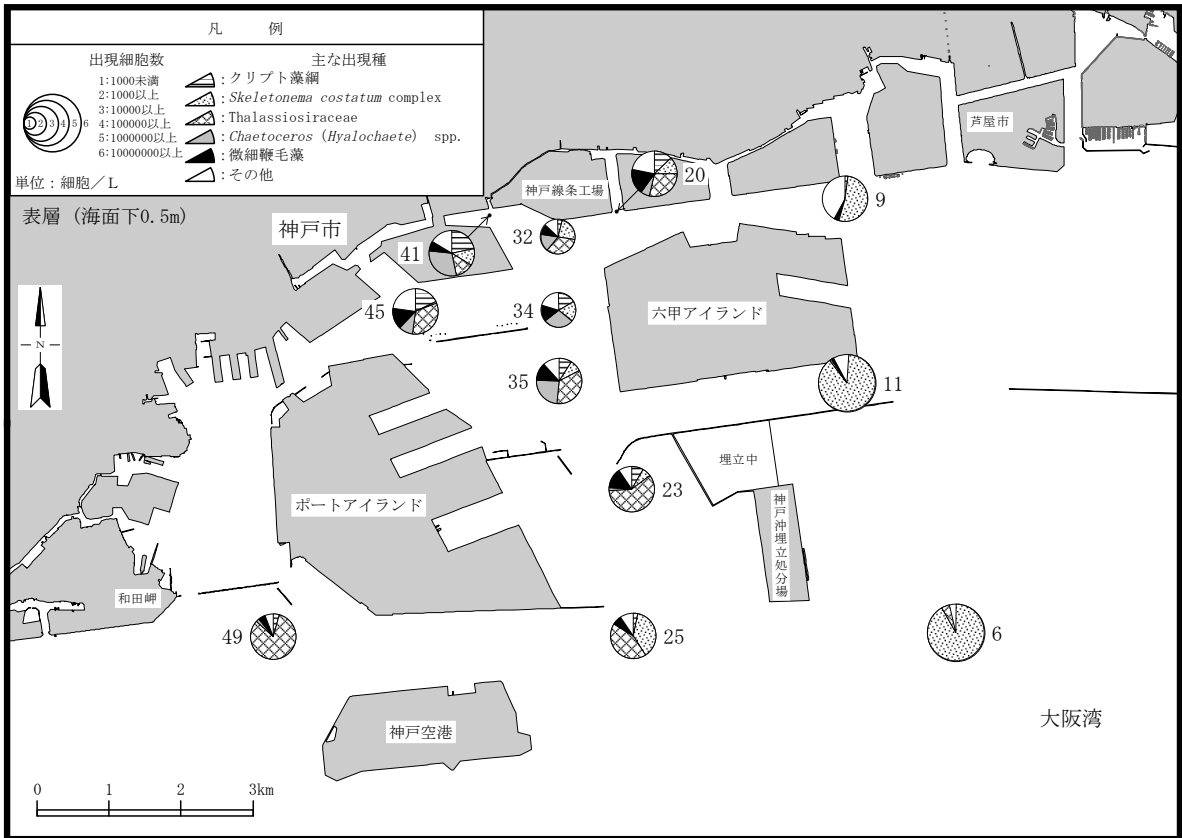 凡 例
出現細胞数
1:1000未満
2:1000以上
3:10000以上
4:100000以上
5:1000000以上
6:10000000以上
1 2 3 4 5 6
単位：細胞／L
主な出現種
：クリプト藻綱
：Skeletonema costatum complex
：Thalassiosiraceae
：Chaetoceros (Hyalochaete) spp.
：微細鞭毛藻
：その他
表層（海面下0.5m）
神戸市
芦屋市
神戸線条工場
20
9
32
41
45
34
六甲アイランド
N
35
11
埋立中
23
ポートアイランド
神戸沖埋立処分場
和田岬
49
25
6
神戸空港
大阪湾
0 1 2 3km